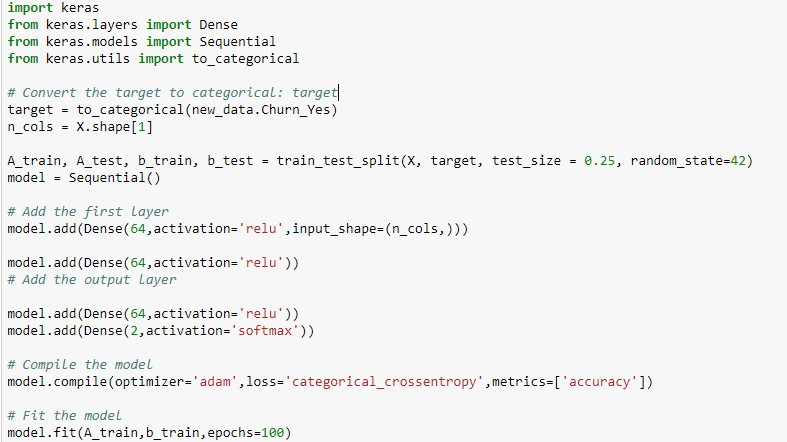 import keras
from keras.layers import Dense
from keras.models import Sequential
from keras.utils import to_categorical
# Convert the target to categorical: target
target = to_categorical(new_data.Churn_Yes)
n_cols = X.shape[1]
A_train, A_test, b_train, b_test = train_test_split(X, target, test_size = 0.25, random_state=42)
model = Sequential()
# Add the first layer
model.add(Dense(64,activation='relu',input_shape=(n_cols,)))
model.add(Dense(64,activation='relu'))
# Add the output layer
model.add(Dense(64,activation='relu'))
model.add(Dense(2,activation='softmax'))
# Compile the model
model.compile(optimizer='adam',loss='categorical_crossentropy',metrics=['accuracy'])
# Fit the model
model.fit(A_train,b_train,epochs=100)